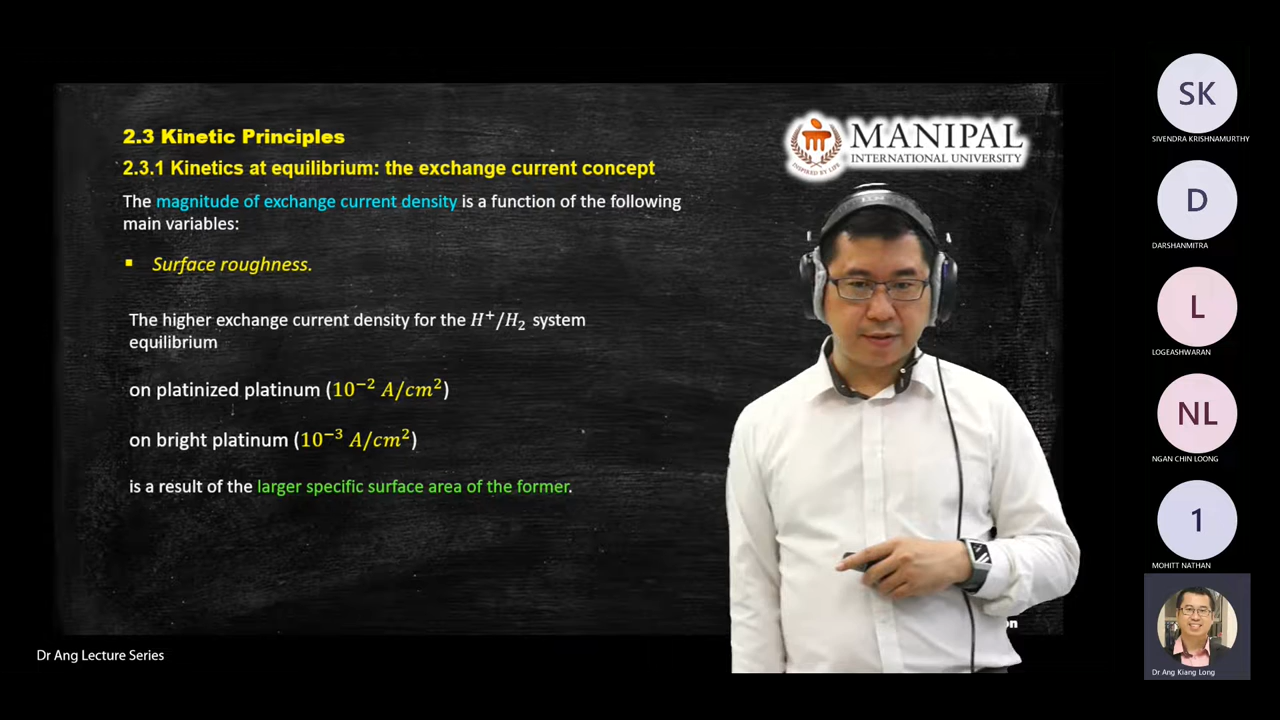 2.3 Kinetic Principles
2.3.1 Kinetics at equilibrium: the exchange current concept
The magnitude of exchange current density is a function of the following
main variables:
▪ Surface roughness.
The higher exchange current density for the H⁺/H₂ system
equilibrium
on platinized platinum (10⁻² A/cm²)
on bright platinum (10⁻³ A/cm²)
is a result of the larger specific surface area of the former.
MANIPAL
INTERNATIONAL UNIVERSITY
INSPIRED BY LIFE
on
Dr Ang Lecture Series
SK
SIVENDRA KRISHNAMURTHY
D
DARSHANMITRA
L
LOGEASHWARAN
NL
NGAN CHIN LOONG
1
MOHITT NATHAN
Dr Ang Kiang Long